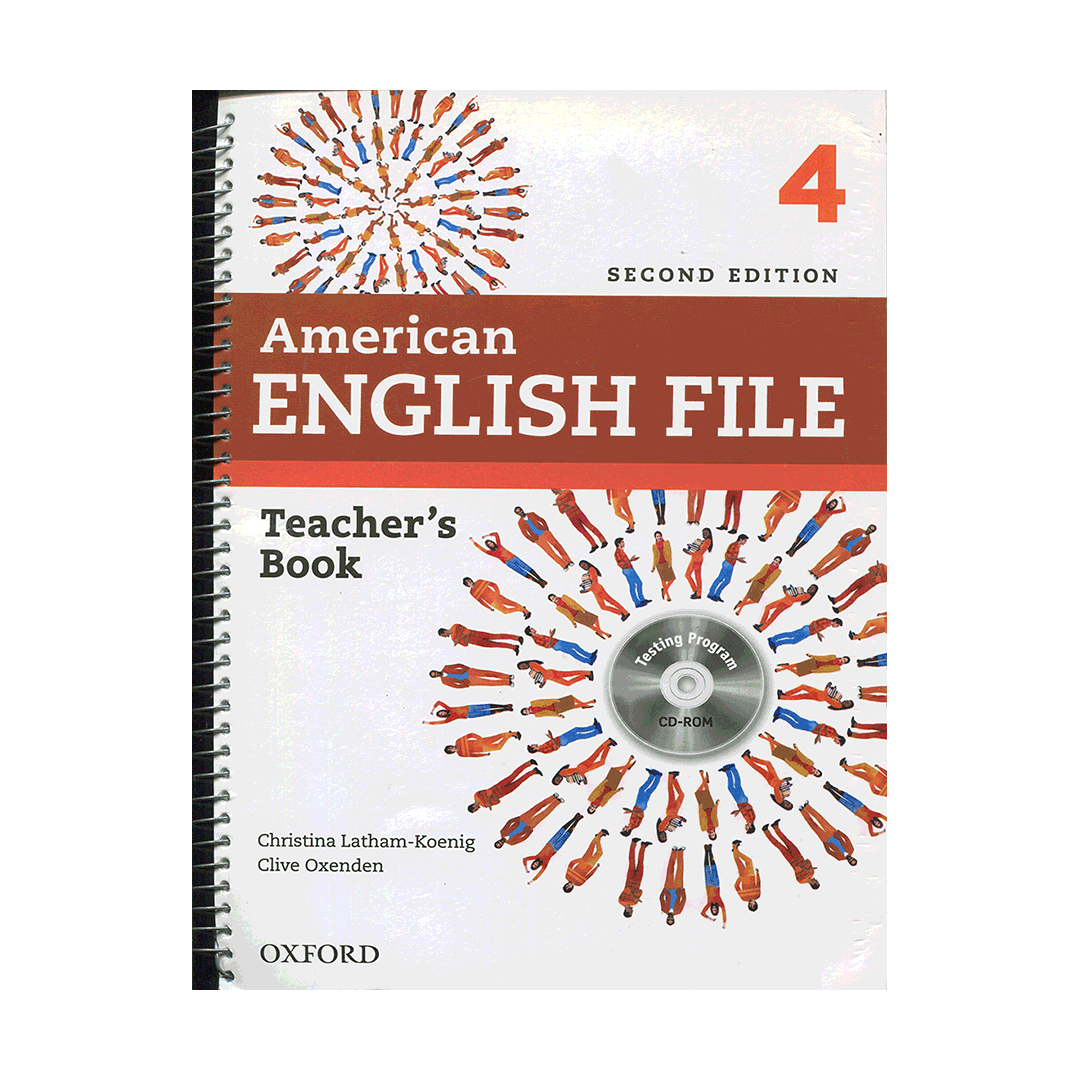 4
SECOND EDITION
American
ENGLISH FILE
Teacher's
Book
Testing Program
CD-ROM
Christina Latham-Koenig
Clive Oxenden
OXFORD